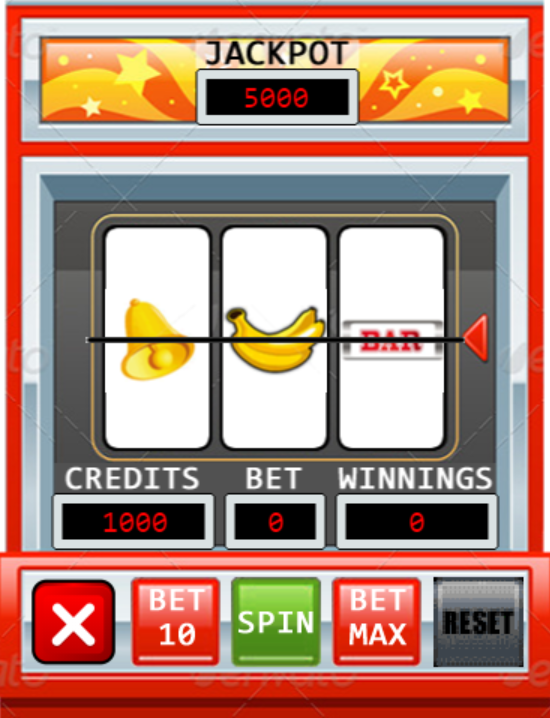 JACKPOT
5000
BAR
CREDITS BET WINNINGS
1000 0 0
BET
10
SPIN
BET
MAX
RESET